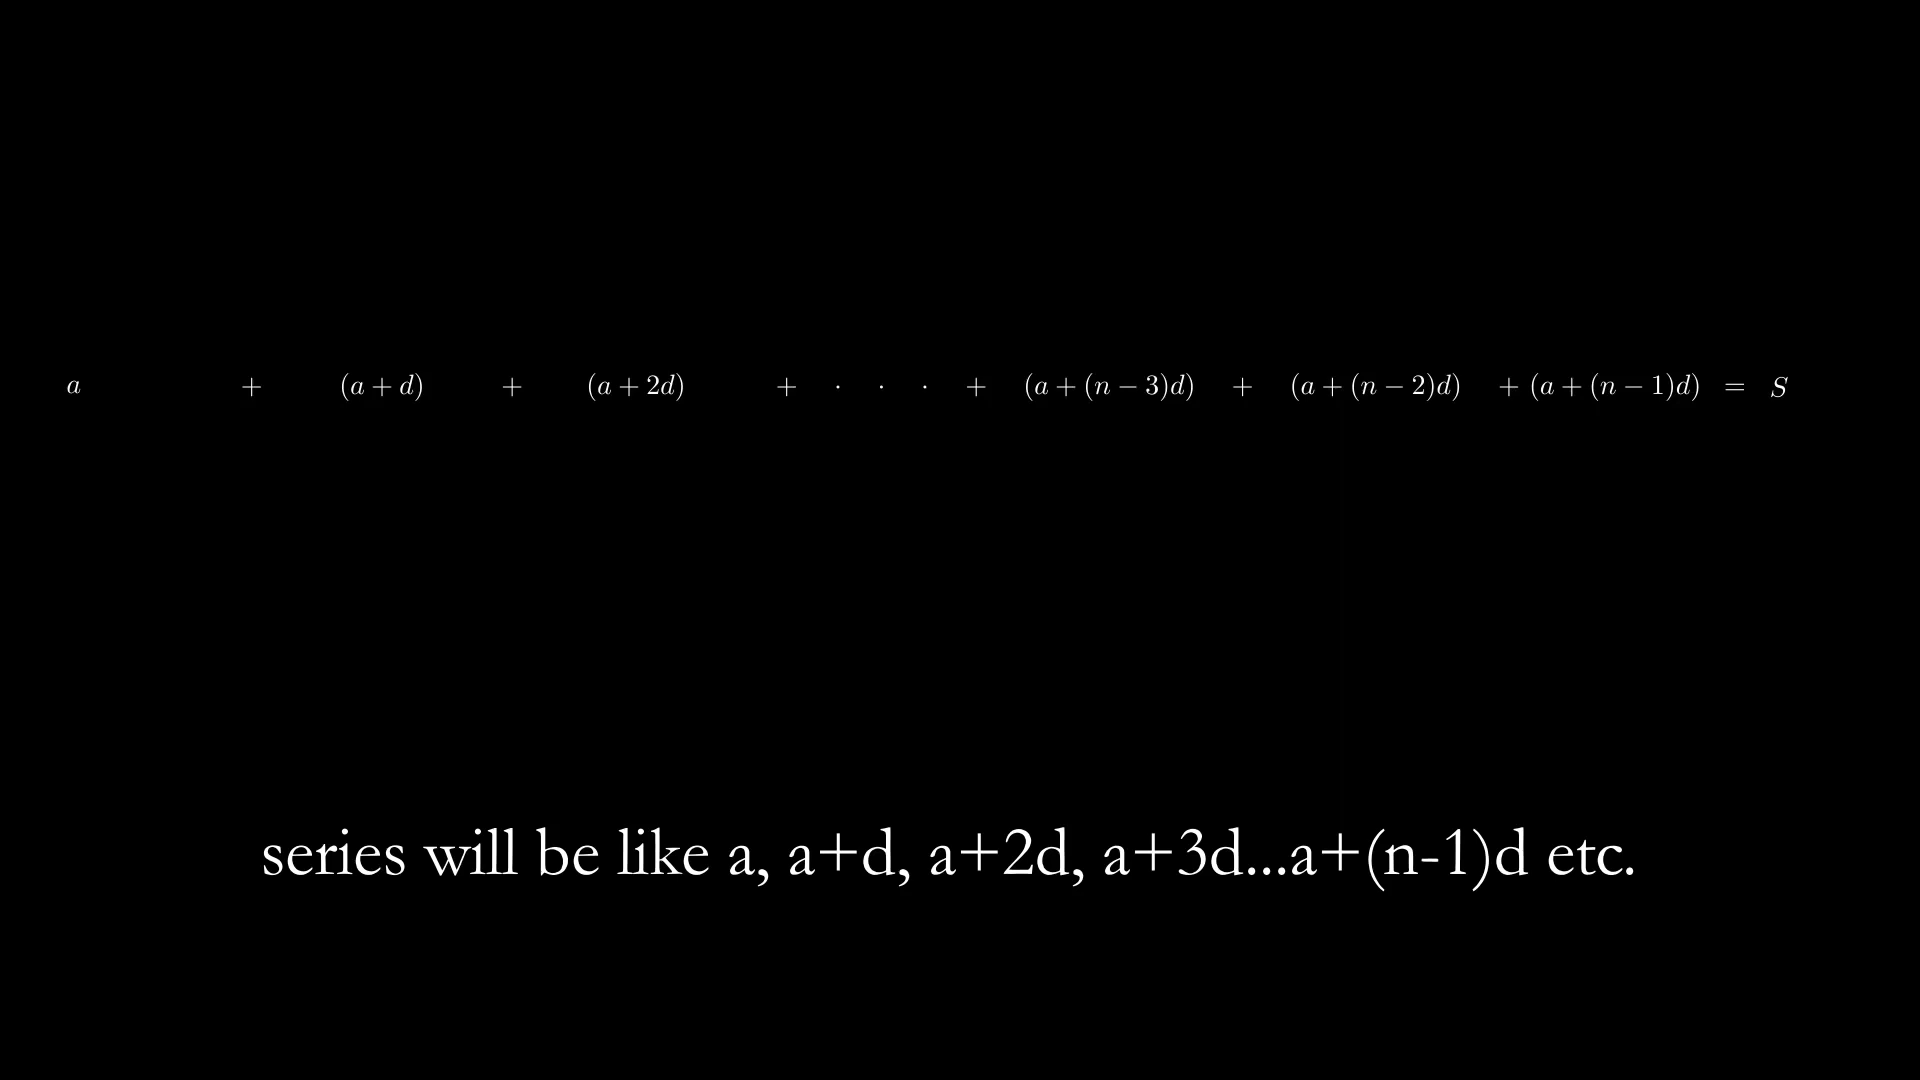 a + (a + d) + (a + 2d) + · · · + (a + (n − 3)d) + (a + (n − 2)d) + (a + (n − 1)d) = S
series will be like a, a+d, a+2d, a+3d...a+(n-1)d etc.